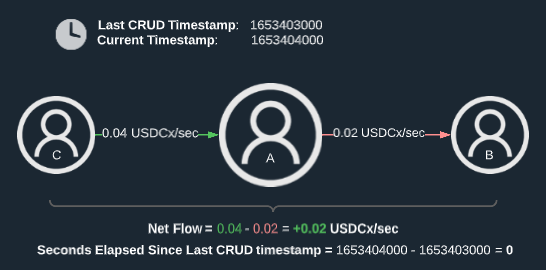 Last CRUD Timestamp: 1653403000
Current Timestamp: 1653404000
0.04 USDCx/sec
0.02 USDCx/sec
C
A
B
Net Flow = 0.04 - 0.02 = +0.02 USDCx/sec
Seconds Elapsed Since Last CRUD timestamp = 1653404000 - 1653403000 = 0